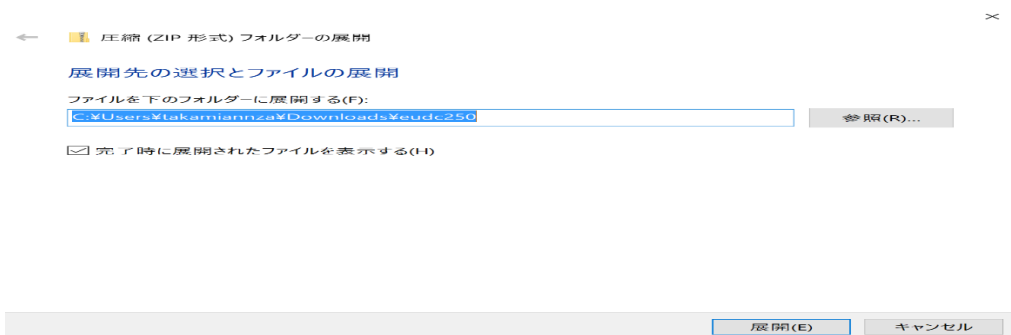 圧縮 (ZIP 形式) フォルダーの展開
展開先の選択とファイルの展開
ファイルを下のフォルダーに展開する(F):
C:¥Users¥takamiannza¥Downloads¥eudc250
参照(R)...
完了時に展開されたファイルを表示する(H)
展開(E)
キャンセル